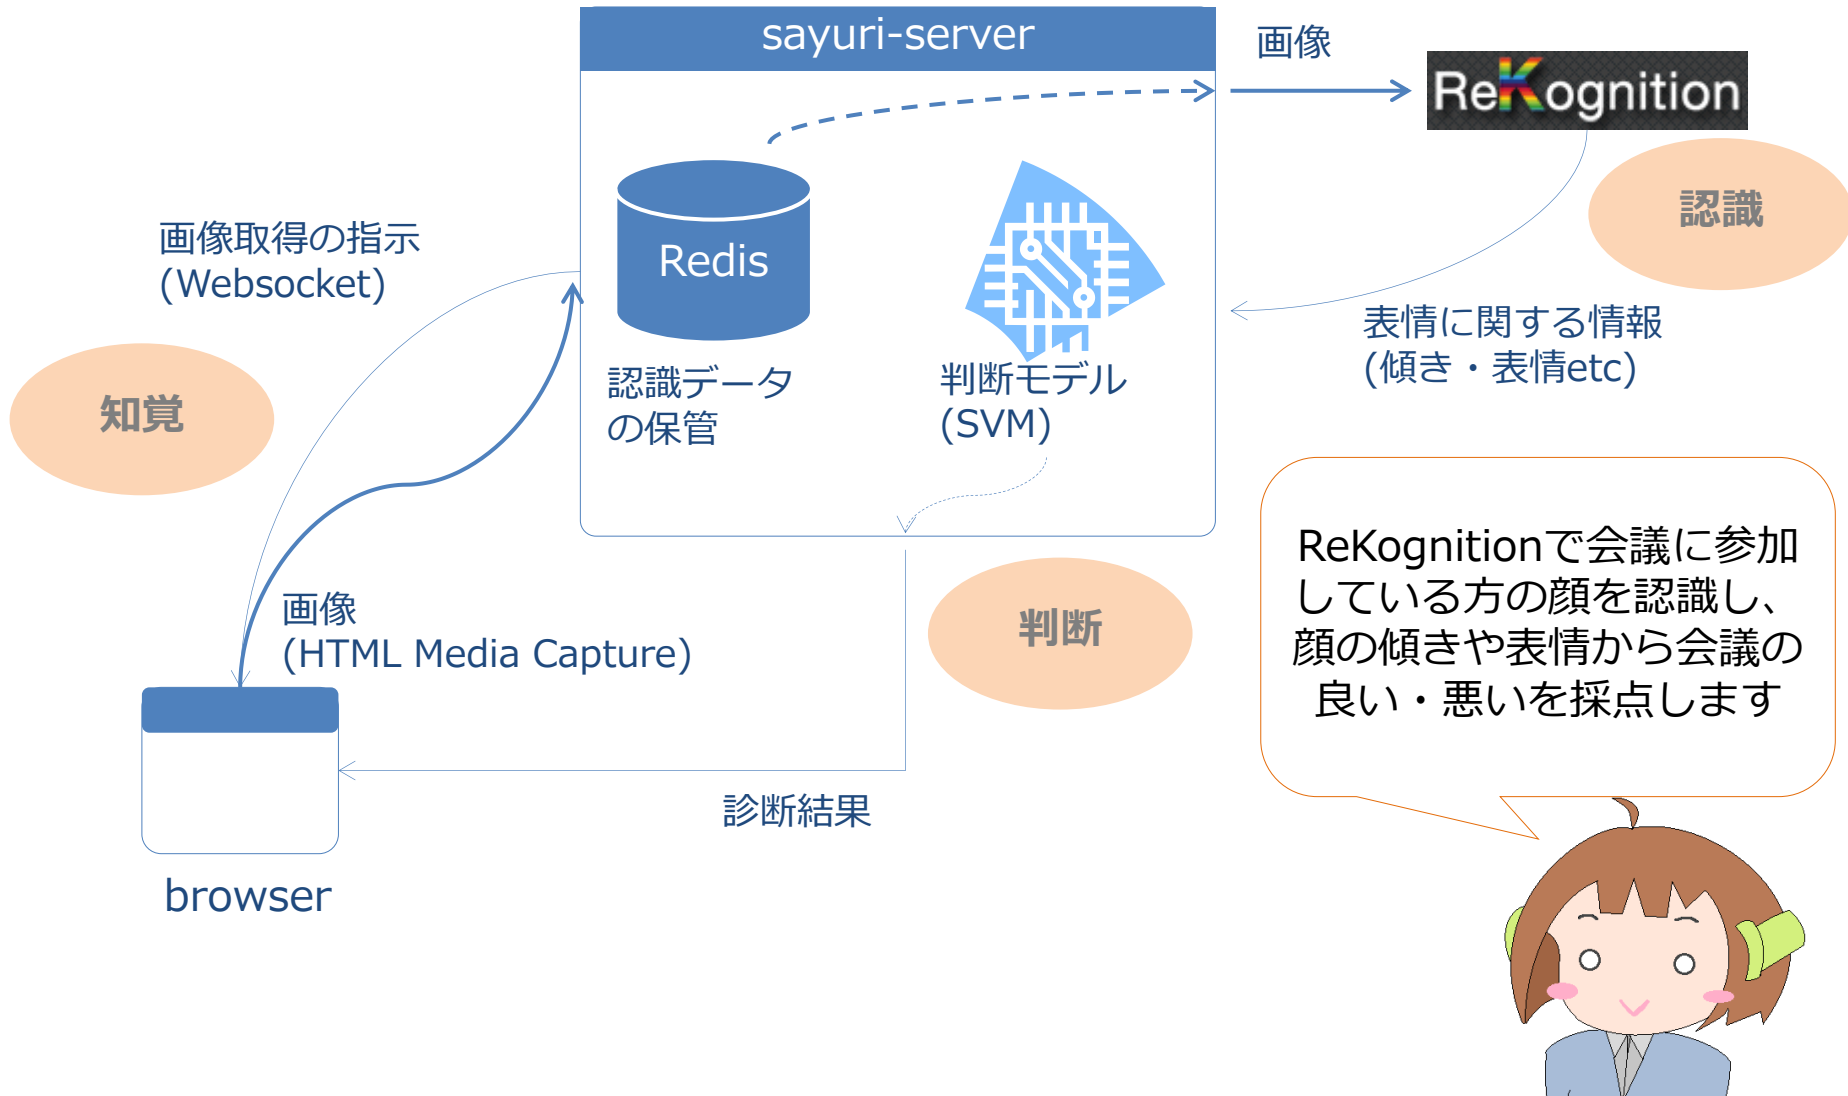 sayuri-server
画像
ReKognition
認識
画像取得の指示
(Websocket)
Redis
表情に関する情報
(傾き・表情etc)
知覚
認識データ
の保管
判断モデル
(SVM)
ReKognitionで会議に参加
している方の顔を認識し、
顔の傾きや表情から会議の
良い・悪いを採点します
画像
(HTML Media Capture)
判断
診断結果
browser